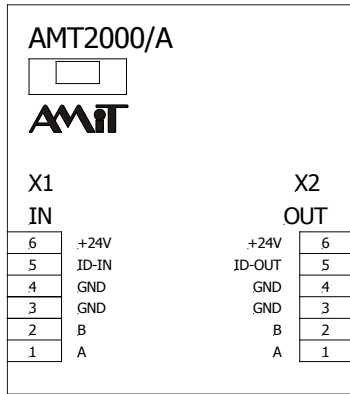 AMT2000/A
AMiT
X1 X2
IN OUT
6 +24V +24V 6
5 ID-IN ID-OUT 5
4 GND GND 4
3 GND GND 3
2 B B 2
1 A A 1